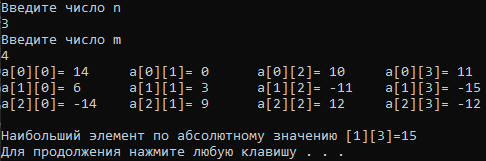 Введите число n
3
Введите число m
4
a[0][0]= 14 a[0][1]= 0 a[0][2]= 10 a[0][3]= 11
a[1][0]= 6 a[1][1]= 3 a[1][2]= -11 a[1][3]= -15
a[2][0]= -14 a[2][1]= 9 a[2][2]= 12 a[2][3]= -12
Наибольший элемент по абсолютному значению [1][3]=15
Для продолжения нажмите любую клавишу . . .